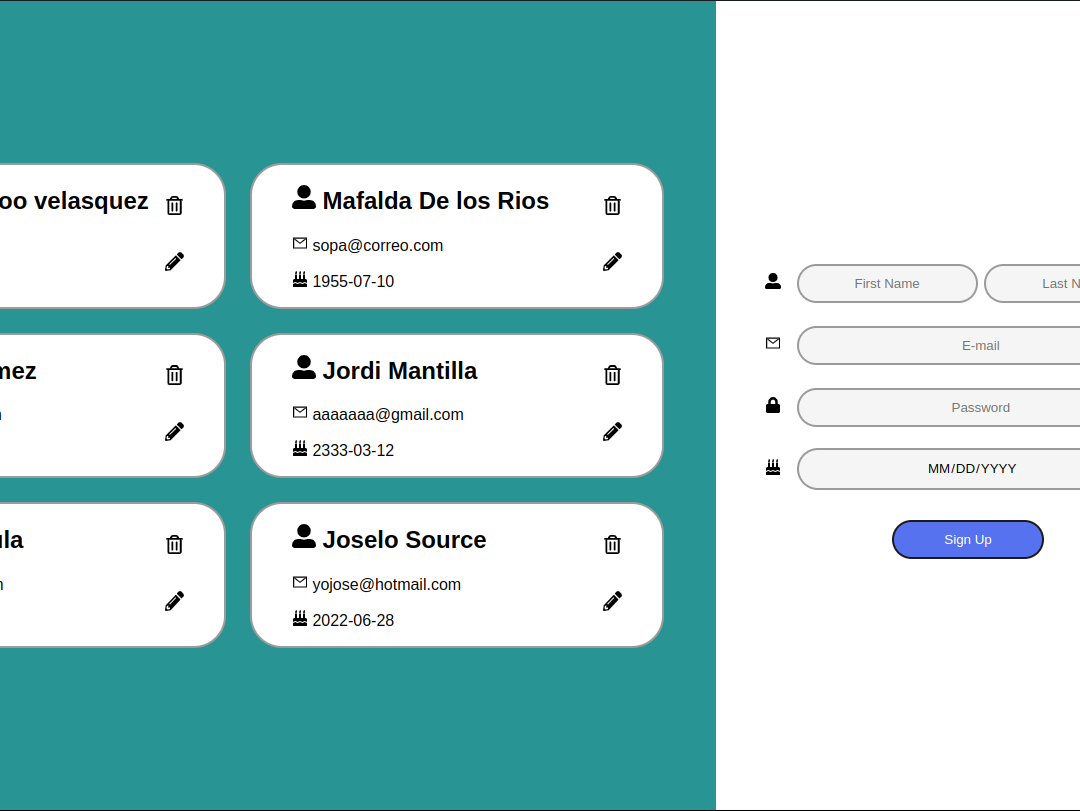 oo velasquez
Mafalda De los Rios
sopa@correo.com
1955-07-10
mez
Jordi Mantilla
aaaaaaa@gmail.com
2333-03-12
ula
Joselo Source
yojose@hotmail.com
2022-06-28
First Name
Last N
E-mail
Password
MM/DD/YYYY
Sign Up